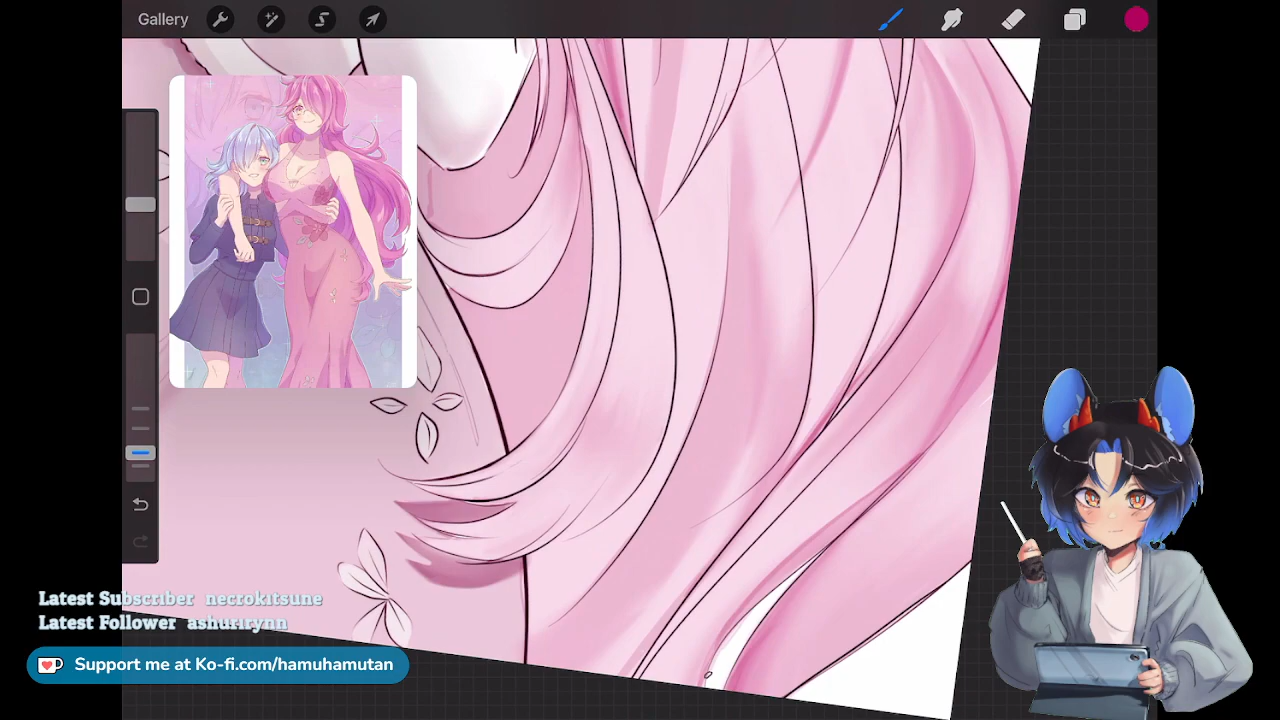 Gallery
Latest Subscriber necrokitsune
Latest Follower ashurirynn
Support me at Ko-fi.com/hamuhamutan